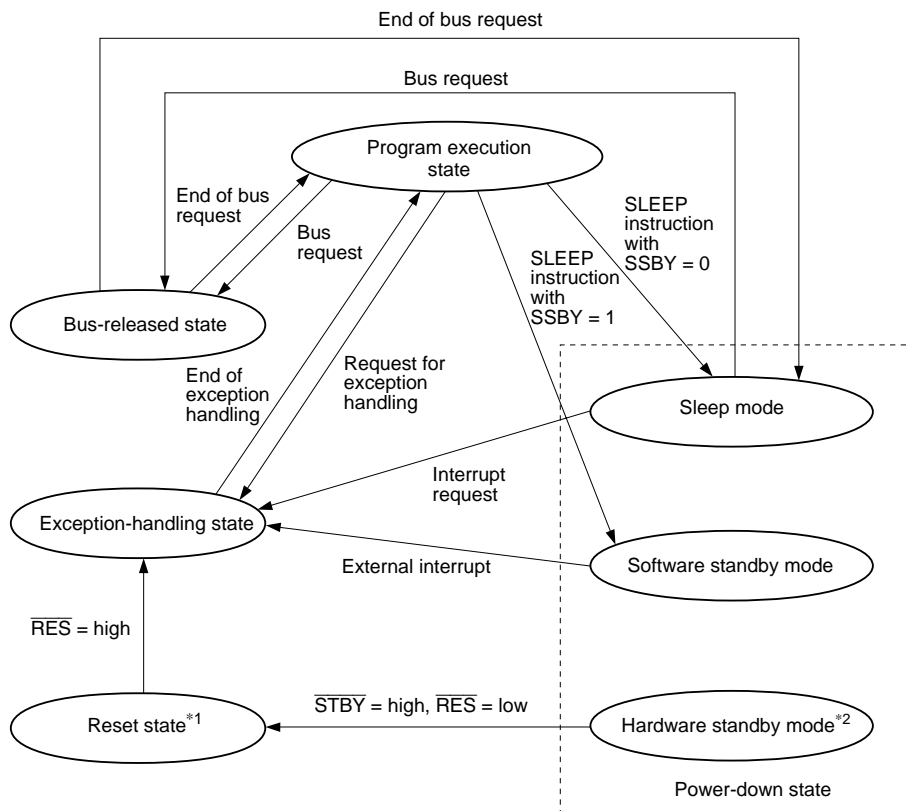 End of bus request
Bus request
Program execution
state
End of bus
request
Bus
request
SLEEP
instruction
with
SSBY = 0
SLEEP
instruction
with
SSBY = 1
Bus-released state
End of
exception
handling
Request for
exception
handling
Sleep mode
Interrupt
request
Exception-handling state
External interrupt
Software standby mode
R̅E̅S̅ = high
S̅T̅B̅Y̅ = high, R̅E̅S̅ = low
Reset state*1
Hardware standby mode*2
Power-down state